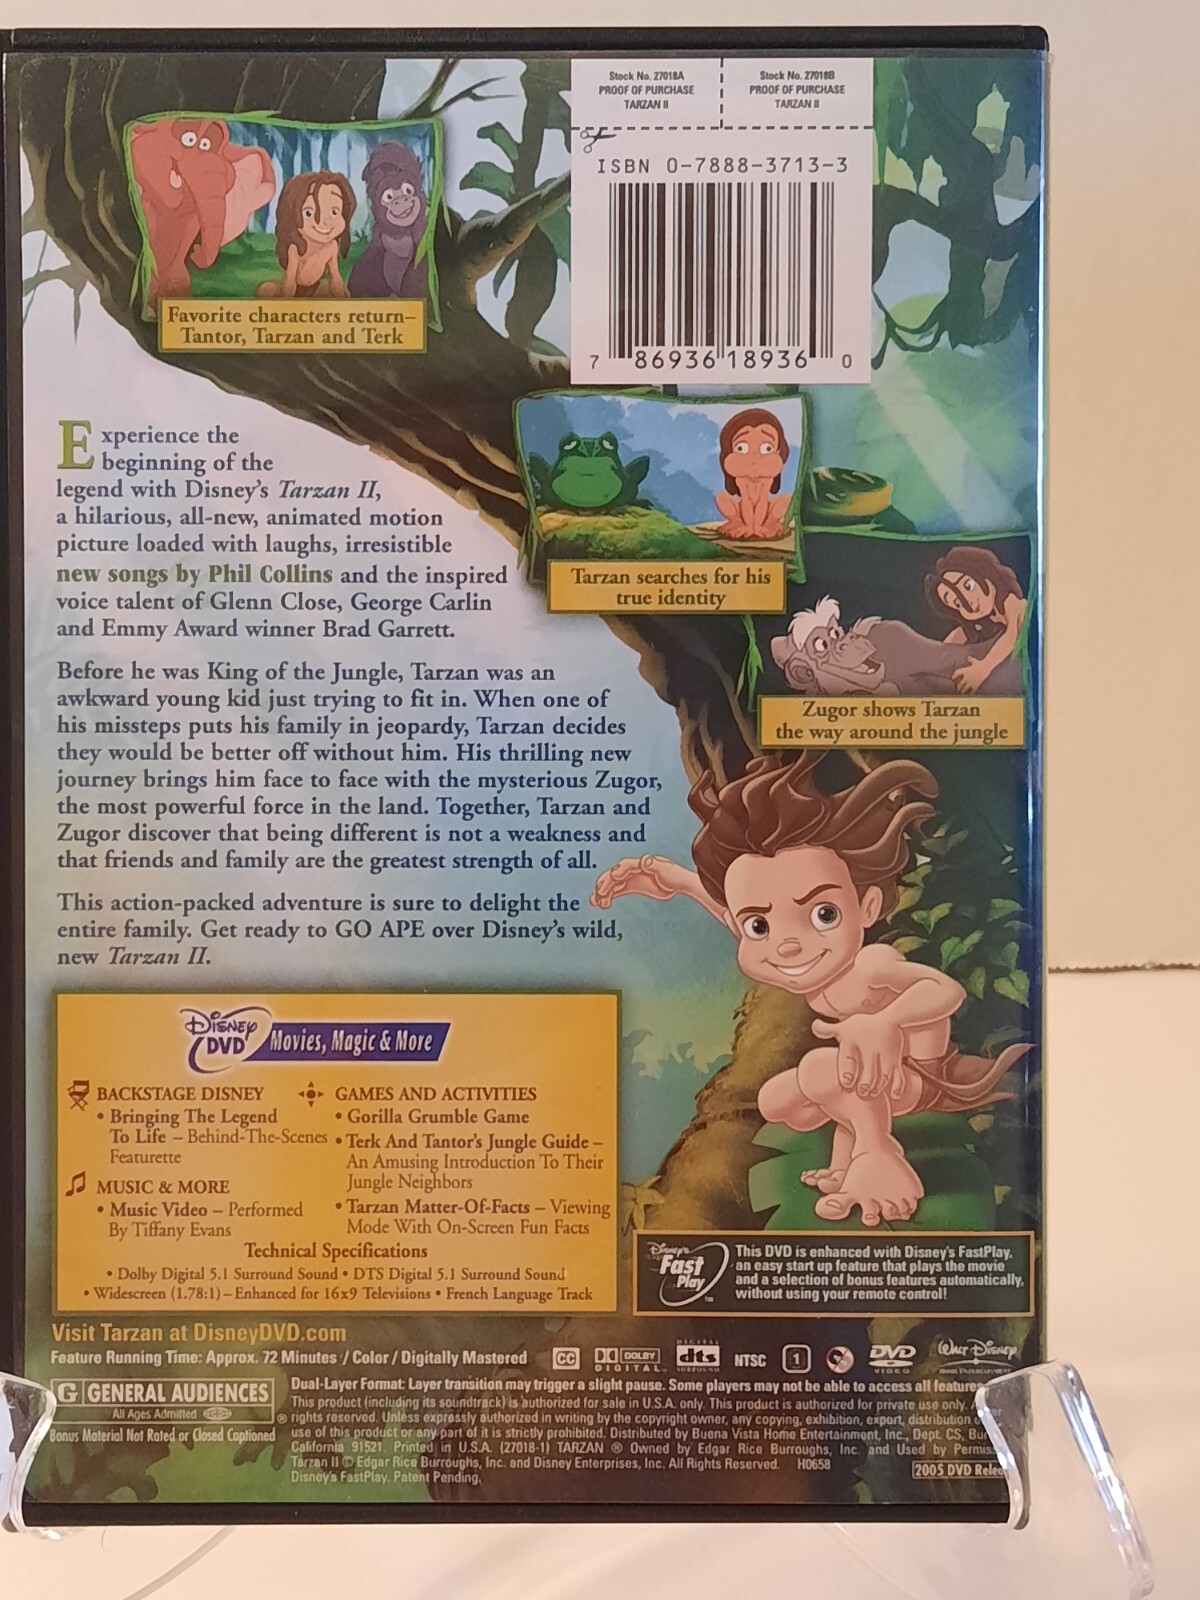 Stock No. 27018A
PROOF OF PURCHASE
TARZAN II
Stock No. 27018B
PROOF OF PURCHASE
TARZAN II
ISBN 0-7888-3713-3
7 86936 18936 0
Favorite characters return–
Tantor, Tarzan and Terk
Experience the
beginning of the
legend with Disney's Tarzan II,
a hilarious, all-new, animated motion
picture loaded with laughs, irresistible
new songs by Phil Collins and the inspired
voice talent of Glenn Close, George Carlin
and Emmy Award winner Brad Garrett.
Tarzan searches for his
true identity
Zugor shows Tarzan
the way around the jungle
Before he was King of the Jungle, Tarzan was an
awkward young kid just trying to fit in. When one of
his missteps puts his family in jeopardy, Tarzan decides
they would be better off without him. His thrilling new
journey brings him face to face with the mysterious Zugor,
the most powerful force in the land. Together, Tarzan and
Zugor discover that being different is not a weakness and
that friends and family are the greatest strength of all.
This action-packed adventure is sure to delight the
entire family. Get ready to GO APE over Disney's wild,
new Tarzan II.
Disney DVD Movies, Magic & More
BACKSTAGE DISNEY
• Bringing The Legend
To Life – Behind-The-Scenes
Featurette
MUSIC & MORE
• Music Video – Performed
By Tiffany Evans
GAMES AND ACTIVITIES
• Gorilla Grumble Game
• Terk And Tantor's Jungle Guide –
An Amusing Introduction To Their
Jungle Neighbors
• Tarzan Matter-Of-Facts – Viewing
Mode With On-Screen Fun Facts
Technical Specifications
• Dolby Digital 5.1 Surround Sound • DTS Digital 5.1 Surround Sound
• Widescreen (1.78:1) – Enhanced for 16x9 Televisions • French Language Track
Disney's Fast Play TM
This DVD is enhanced with Disney's FastPlay,
an easy start up feature that plays the movie
and a selection of bonus features automatically,
without using your remote control!
Visit Tarzan at DisneyDVD.com
Feature Running Time: Approx. 72 Minutes / Color / Digitally Mastered
CC DOLBY DIGITAL DIGITAL dts SURROUND NTSC 1 DVD VIDEO Walt Disney
G GENERAL AUDIENCES
All Ages Admitted ®
Bonus Material Not Rated or Closed Captioned
Dual-Layer Format: Layer transition may trigger a slight pause. Some players may not be able to access all features.
This product (including its soundtrack) is authorized for sale in U.S.A. only. This product is authorized for private use only.
rights reserved. Unless expressly authorized in writing by the copyright owner, any copying, exhibition, export, distribution
use of this product or any part of it is strictly prohibited. Distributed by Buena Vista Home Entertainment, Inc., Dept. CS,
California 91521. Printed in U.S.A. (27018-1) TARZAN ® Owned by Edgar Rice Burroughs, Inc. and Used by
Tarzan II © Edgar Rice Burroughs, Inc. and Disney Enterprises, Inc. All Rights Reserved. H0658
Disney's FastPlay. Patent Pending.
2005 DVD